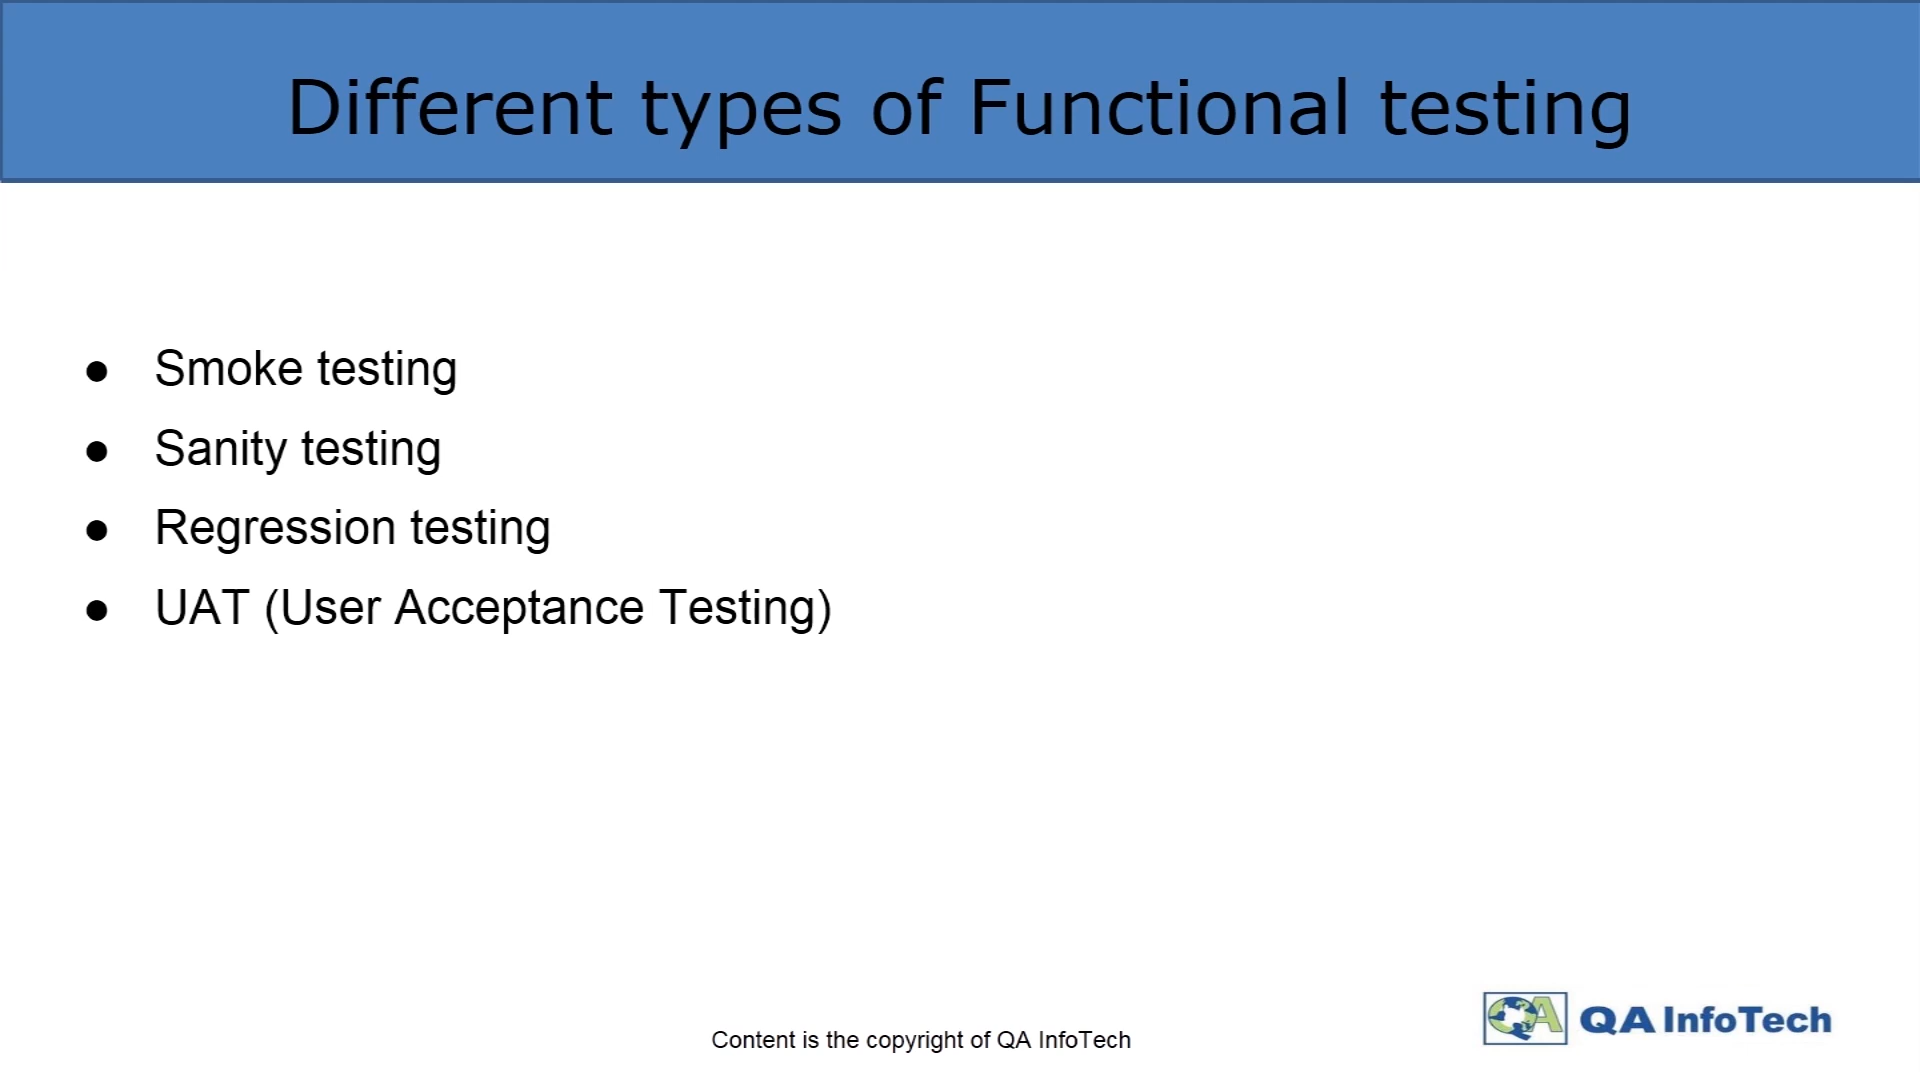 Different types of Functional testing
● Smoke testing
● Sanity testing
● Regression testing
● UAT (User Acceptance Testing)
Content is the copyright of QA InfoTech
QA QA InfoTech